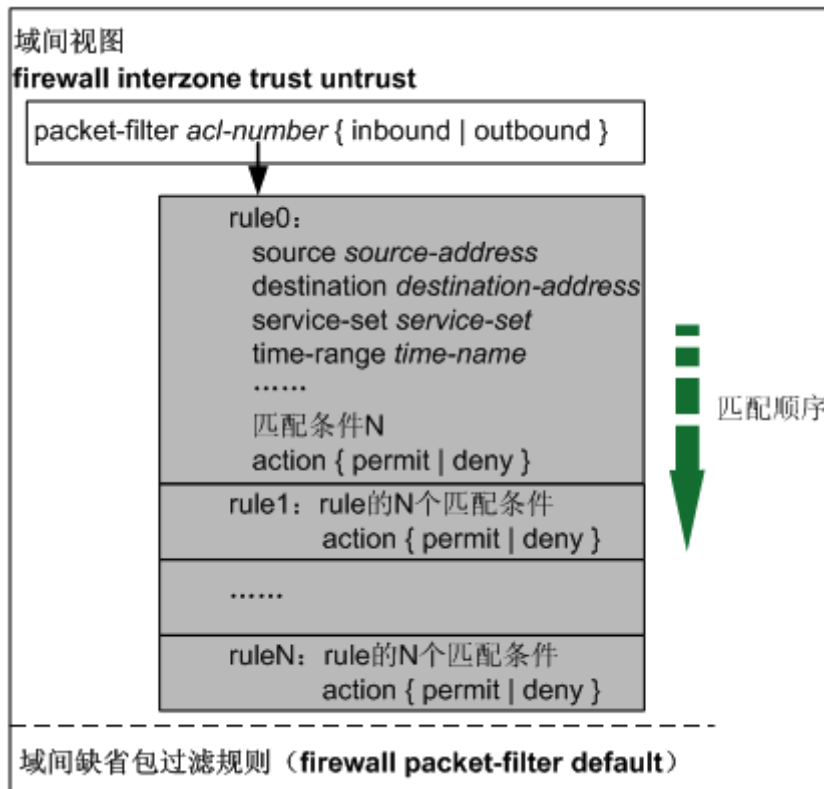 域间视图
firewall interzone trust untrust
packet-filter acl-number { inbound | outbound }
rule0：
source source-address
destination destination-address
service-set service-set
time-range time-name
……
匹配条件N
action { permit | deny }
匹配顺序
rule1：rule的N个匹配条件
action { permit | deny }
……
ruleN：rule的N个匹配条件
action { permit | deny }
域间缺省包过滤规则（firewall packet-filter default）